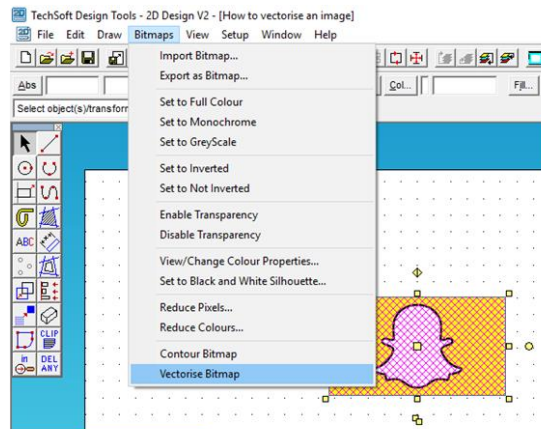 TechSoft Design Tools - 2D Design V2 - [How to vectorise an image]
File Edit Draw Bitmaps View Setup Window Help
Abs
Col...
Fill...
Select object(s)/transform
Import Bitmap...
Export as Bitmap...
Set to Full Colour
Set to Monochrome
Set to GreyScale
Set to Inverted
Set to Not Inverted
Enable Transparency
Disable Transparency
View/Change Colour Properties...
Set to Black and White Silhouette...
Reduce Pixels...
Reduce Colours...
Contour Bitmap
Vectorise Bitmap
ABC
CLIP
in
DEL
ANY